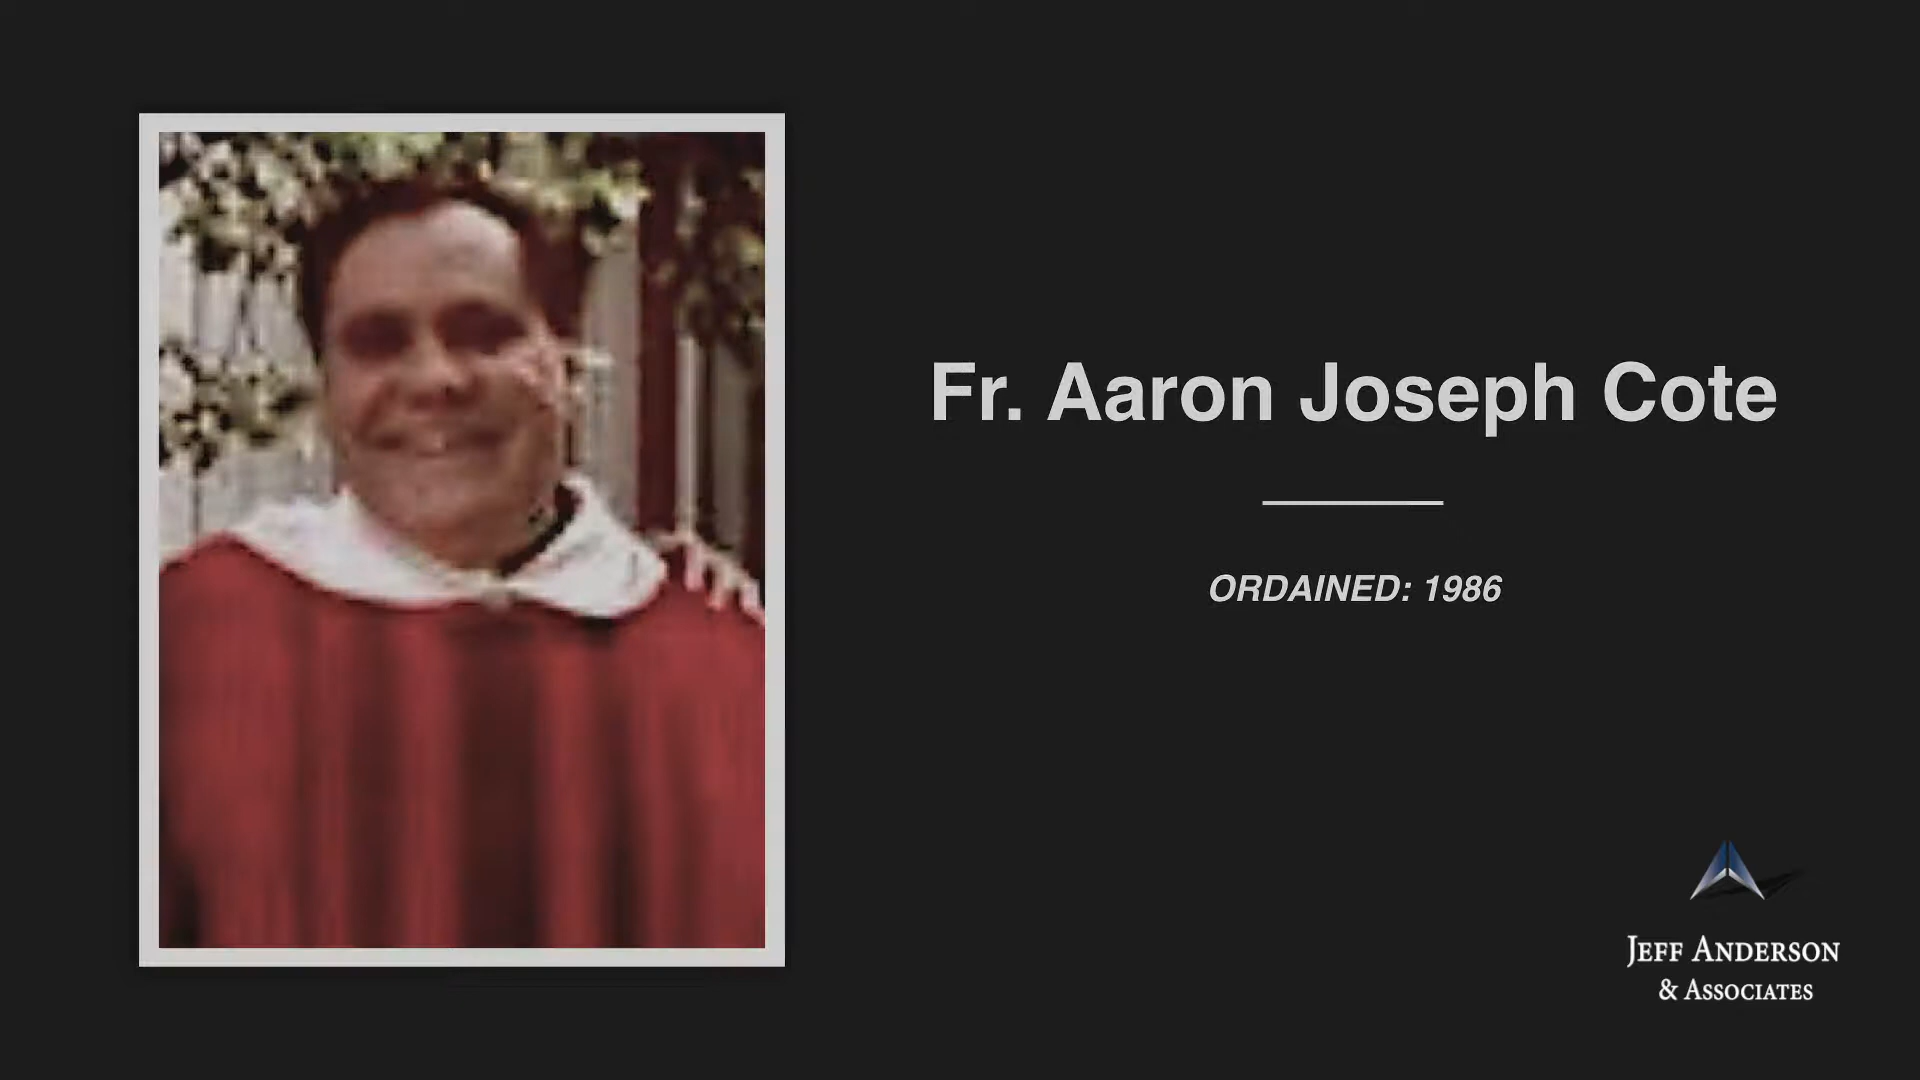 Fr. Aaron Joseph Cote
ORDAINED: 1986
JEFF ANDERSON
& ASSOCIATES